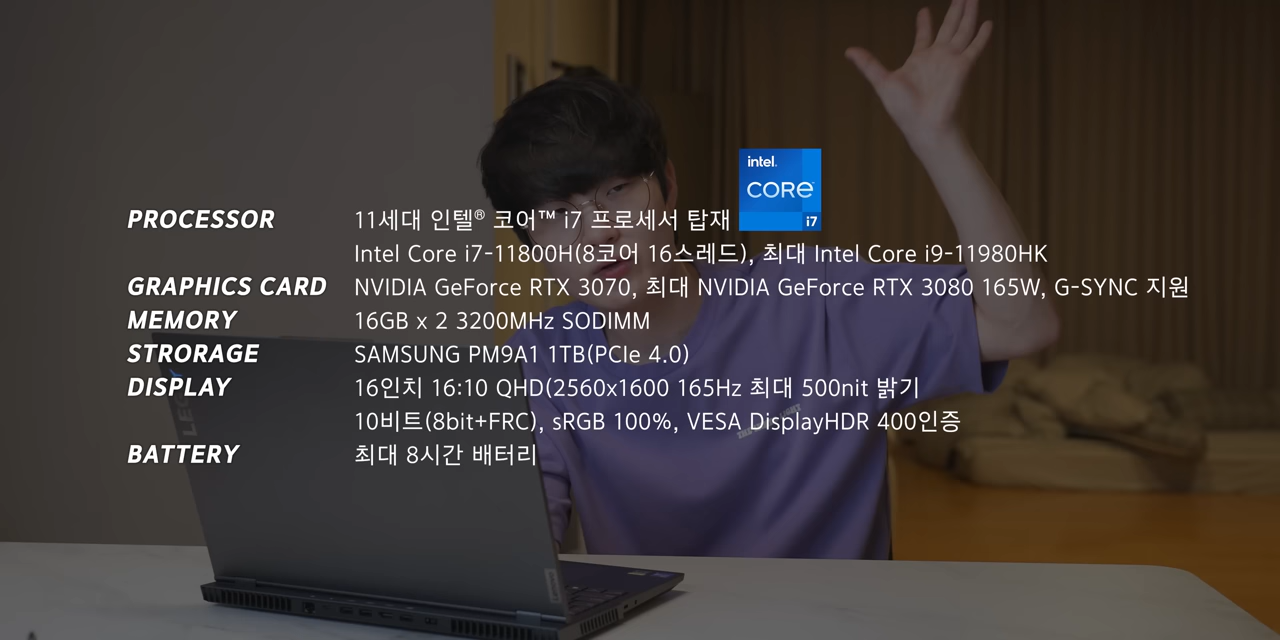 intel.
CORE™
i7
PROCESSOR 11세대 인텔® 코어™ i7 프로세서 탑재
Intel Core i7-11800H(8코어 16스레드), 최대 Intel Core i9-11980HK
GRAPHICS CARD NVIDIA GeForce RTX 3070, 최대 NVIDIA GeForce RTX 3080 165W, G-SYNC 지원
MEMORY 16GB x 2 3200MHz SODIMM
STRORAGE SAMSUNG PM9A1 1TB(PCIe 4.0)
DISPLAY 16인치 16:10 QHD(2560x1600 165Hz 최대 500nit 밝기
10비트(8bit+FRC), sRGB 100%, VESA DisplayHDR 400인증
BATTERY 최대 8시간 배터리
Lenovo